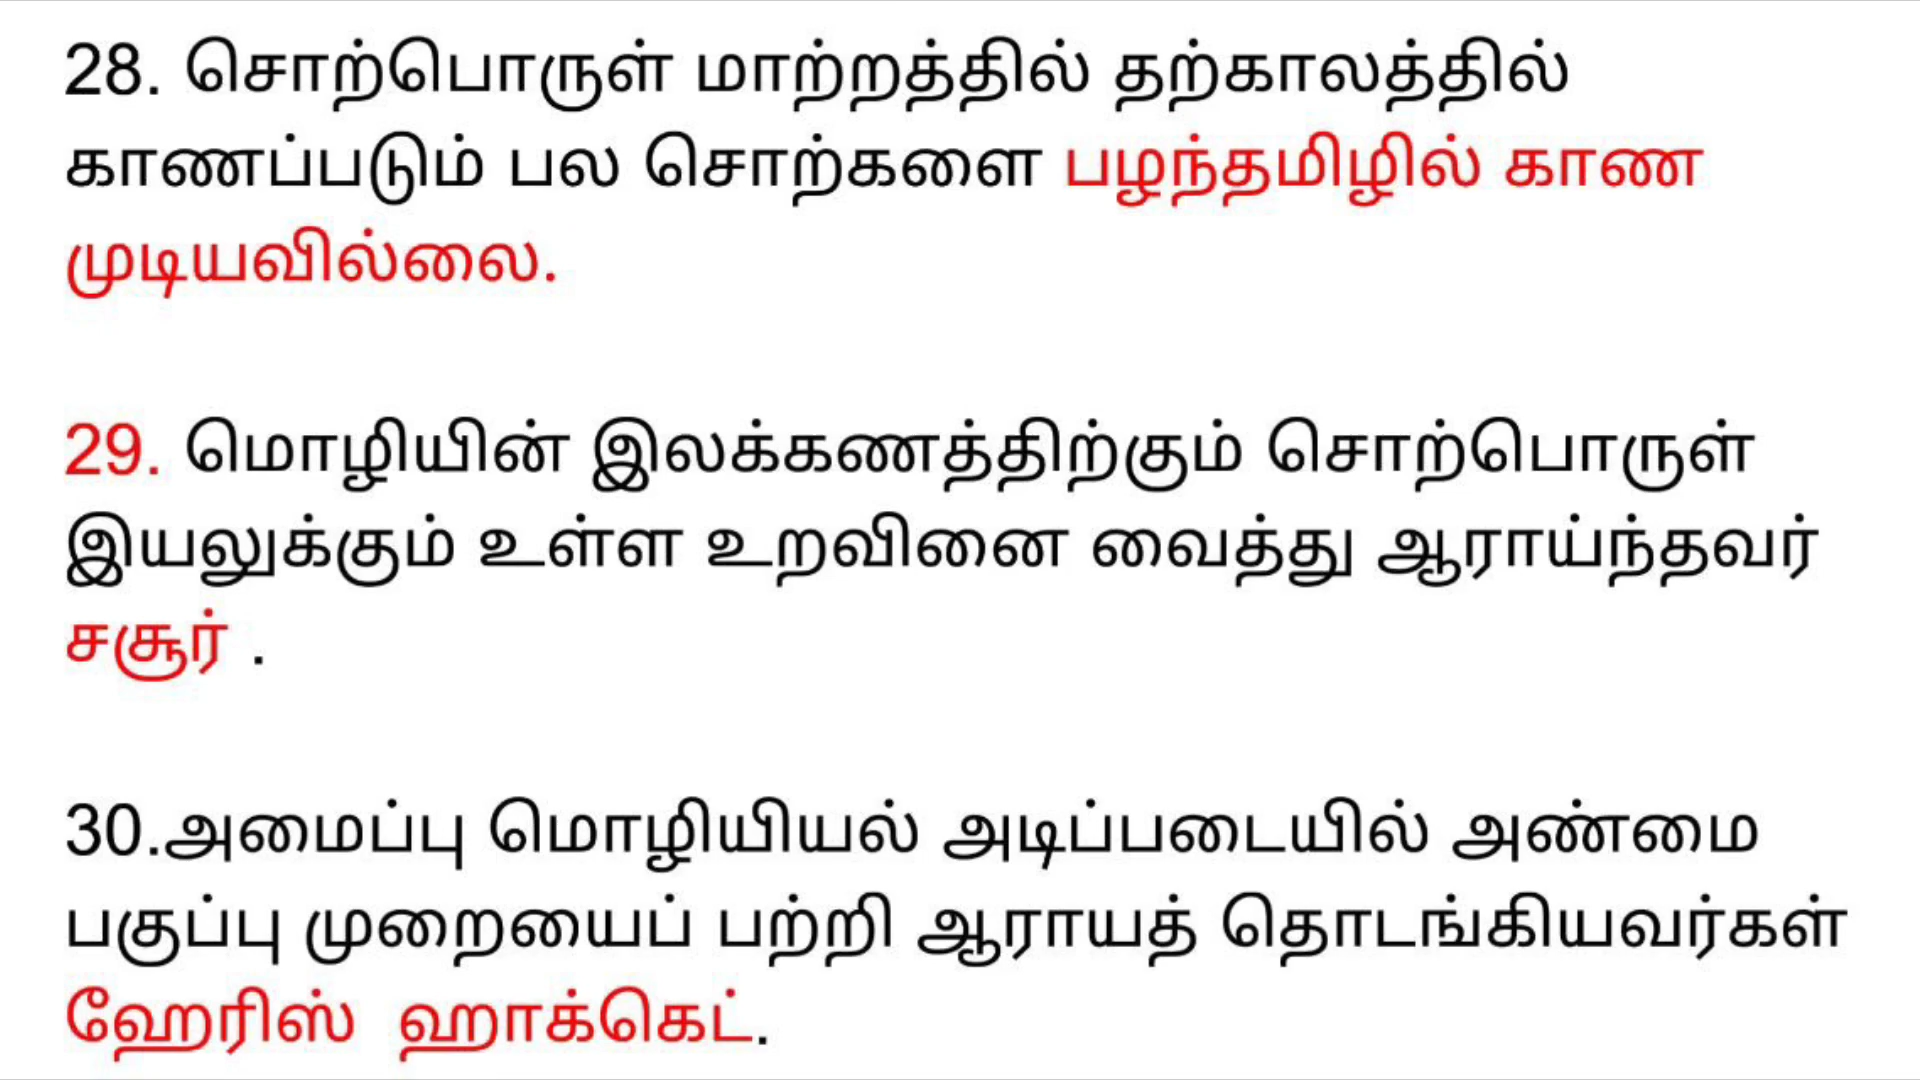 28. சொற்பொருள் மாற்றத்தில் தற்காலத்தில்
காணப்படும் பல சொற்களை பழந்தமிழில் காண
முடியவில்லை.
29. மொழியின் இலக்கணத்திற்கும் சொற்பொருள்
இயலுக்கும் உள்ள உறவினை வைத்து ஆராய்ந்தவர்
சசூர் .
30.அமைப்பு மொழியியல் அடிப்படையில் அண்மை
பகுப்பு முறையைப் பற்றி ஆராயத் தொடங்கியவர்கள்
ஹேரிஸ் ஹாக்கெட்.